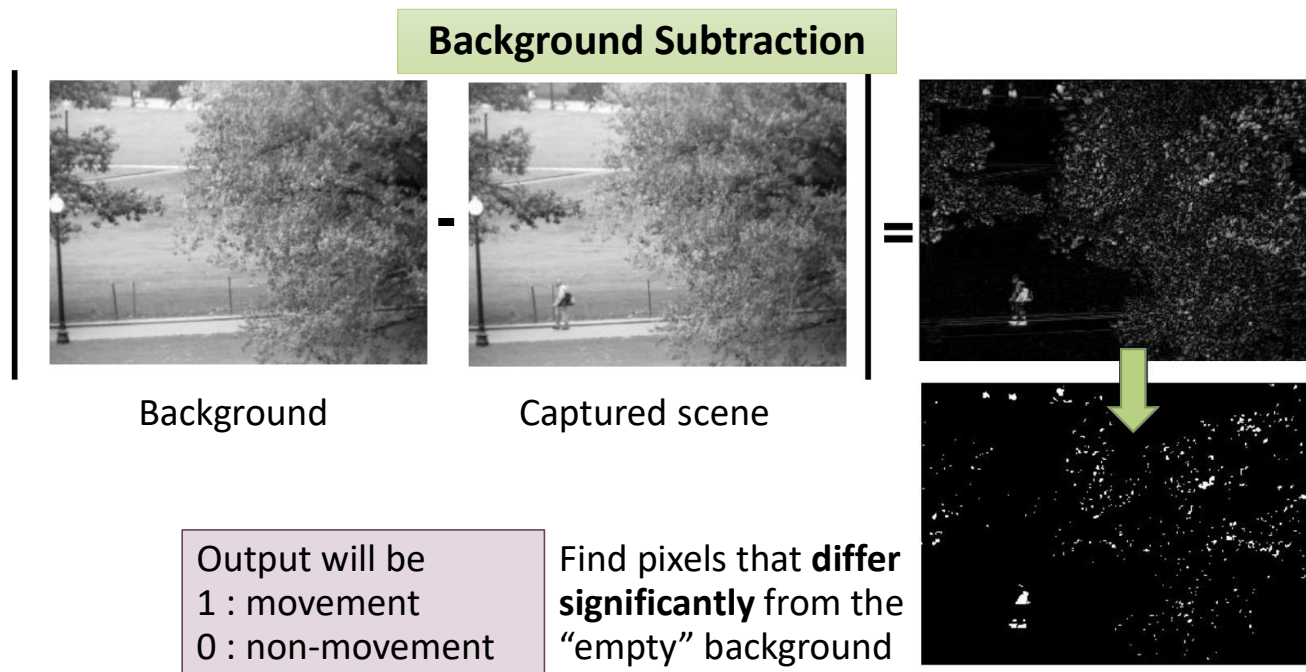 Background Subtraction
-
=
Background
Captured scene
Output will be
1 : movement
0 : non-movement
Find pixels that differ
significantly from the
“empty” background